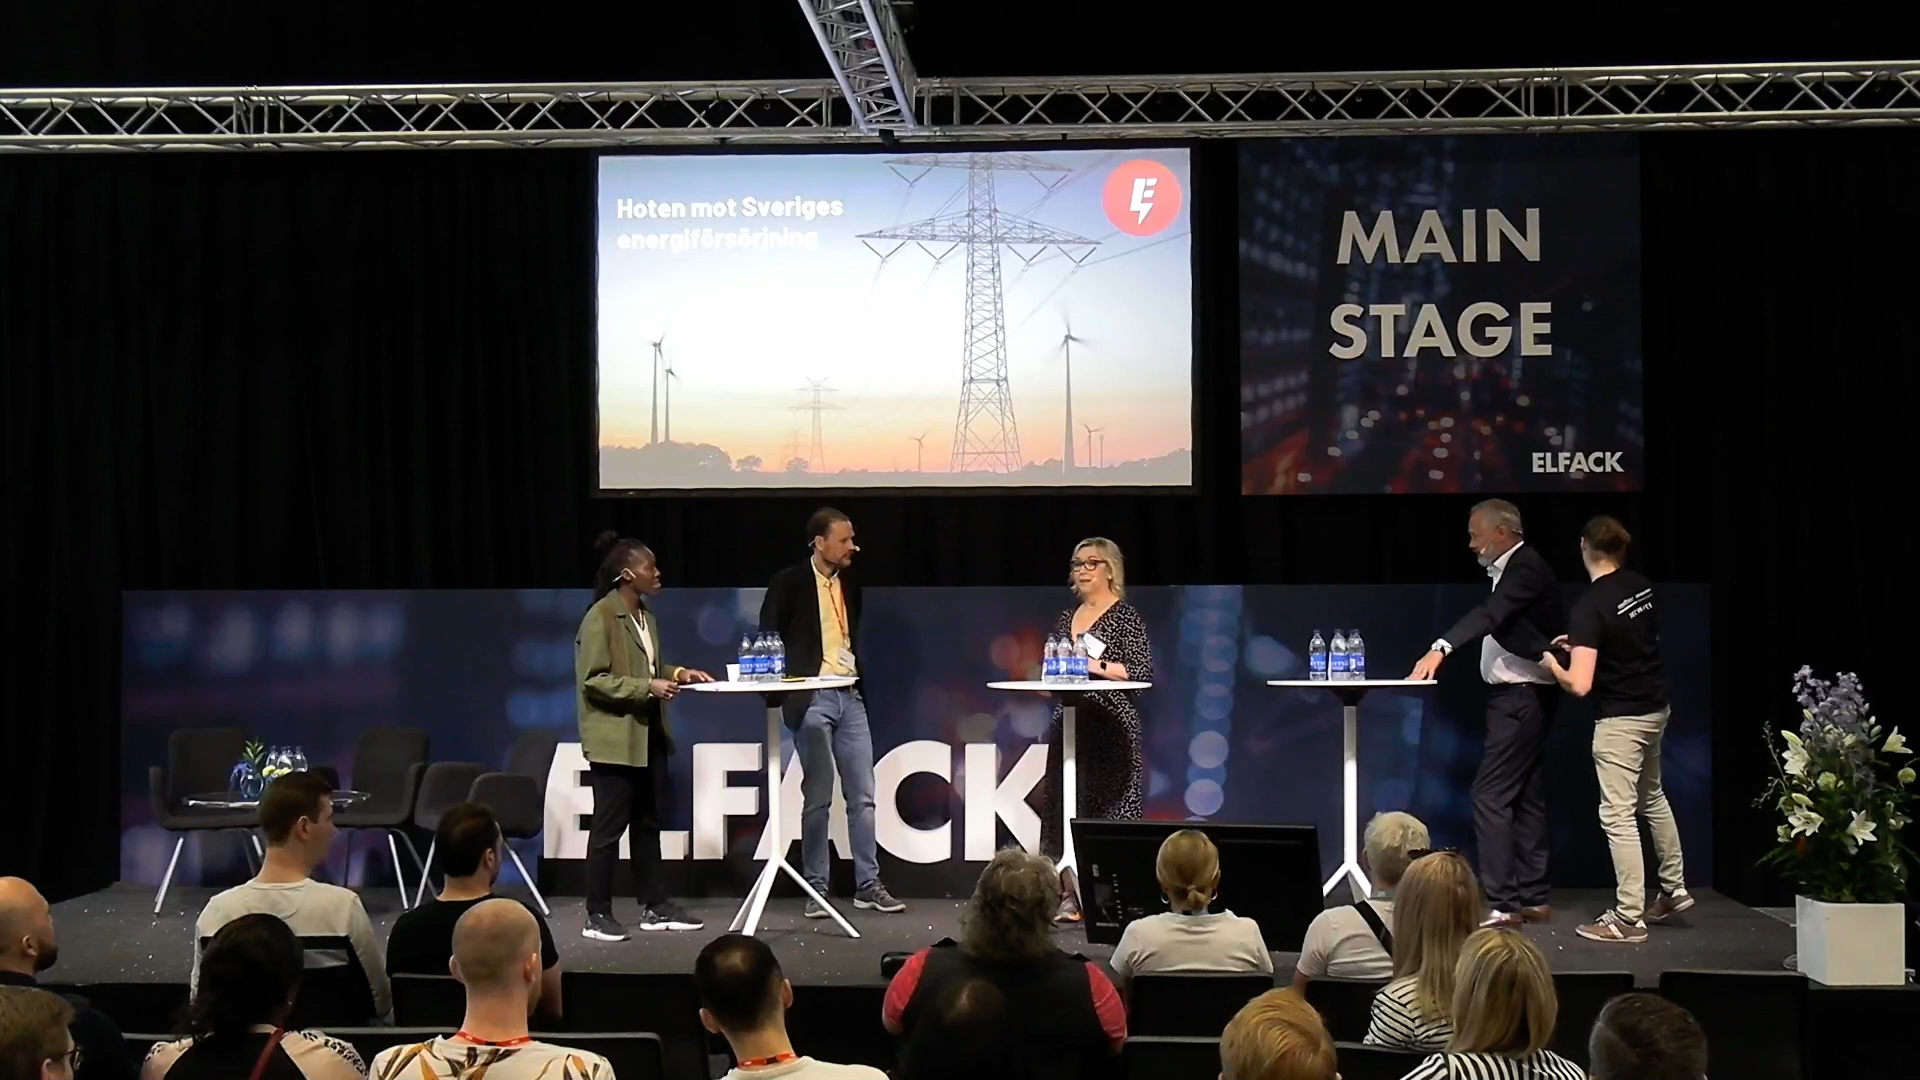 Hoten mot Sveriges
energiförsörjning
MAIN
STAGE
ELFACK
ELFACK